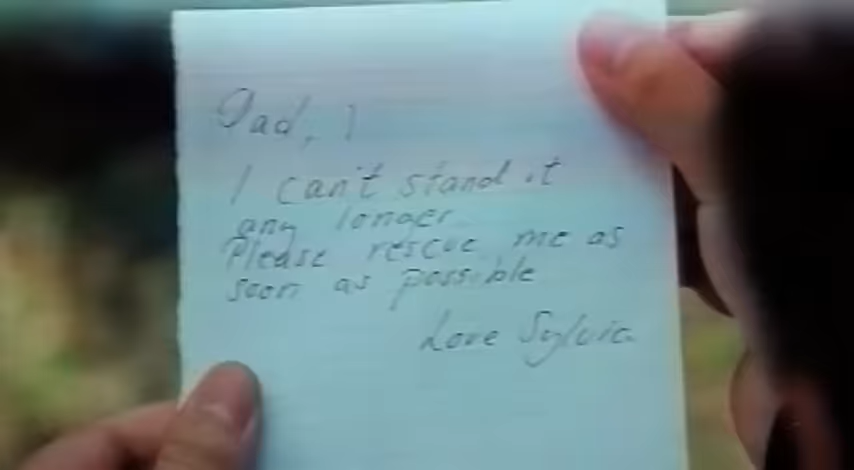 Dad, I
I can't stand it
any longer.
Please rescue me as
soon as possible
Love Sylvia